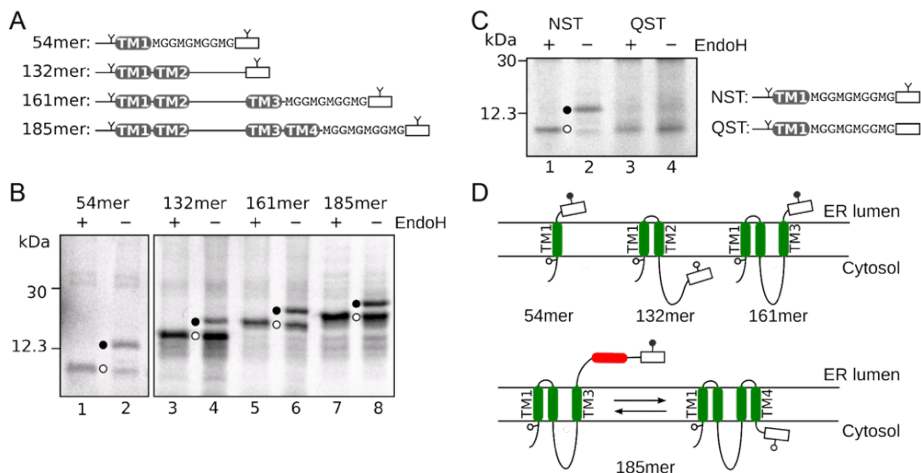 A
54mer: Y TM1 MGGMGMGGMG Y
132mer: Y TM1 TM2 Y
161mer: Y TM1 TM2 TM3 MGGMGMGGMG Y
185mer: Y TM1 TM2 TM3 TM4 MGGMGMGGMG Y
B
54mer 132mer 161mer 185mer
+ − + − + − + − EndoH
kDa
30
12.3
1 2 3 4 5 6 7 8
C
NST QST
kDa + − + − EndoH
30
12.3
1 2 3 4
NST: Y TM1 MGGMGMGGMG Y
QST: Y TM1 MGGMGMGGMG
D
ER lumen
TM1 TM1 TM2 TM1 TM3
Cytosol
54mer 132mer 161mer
ER lumen
TM1 TM3 TM1 TM4
Cytosol
185mer